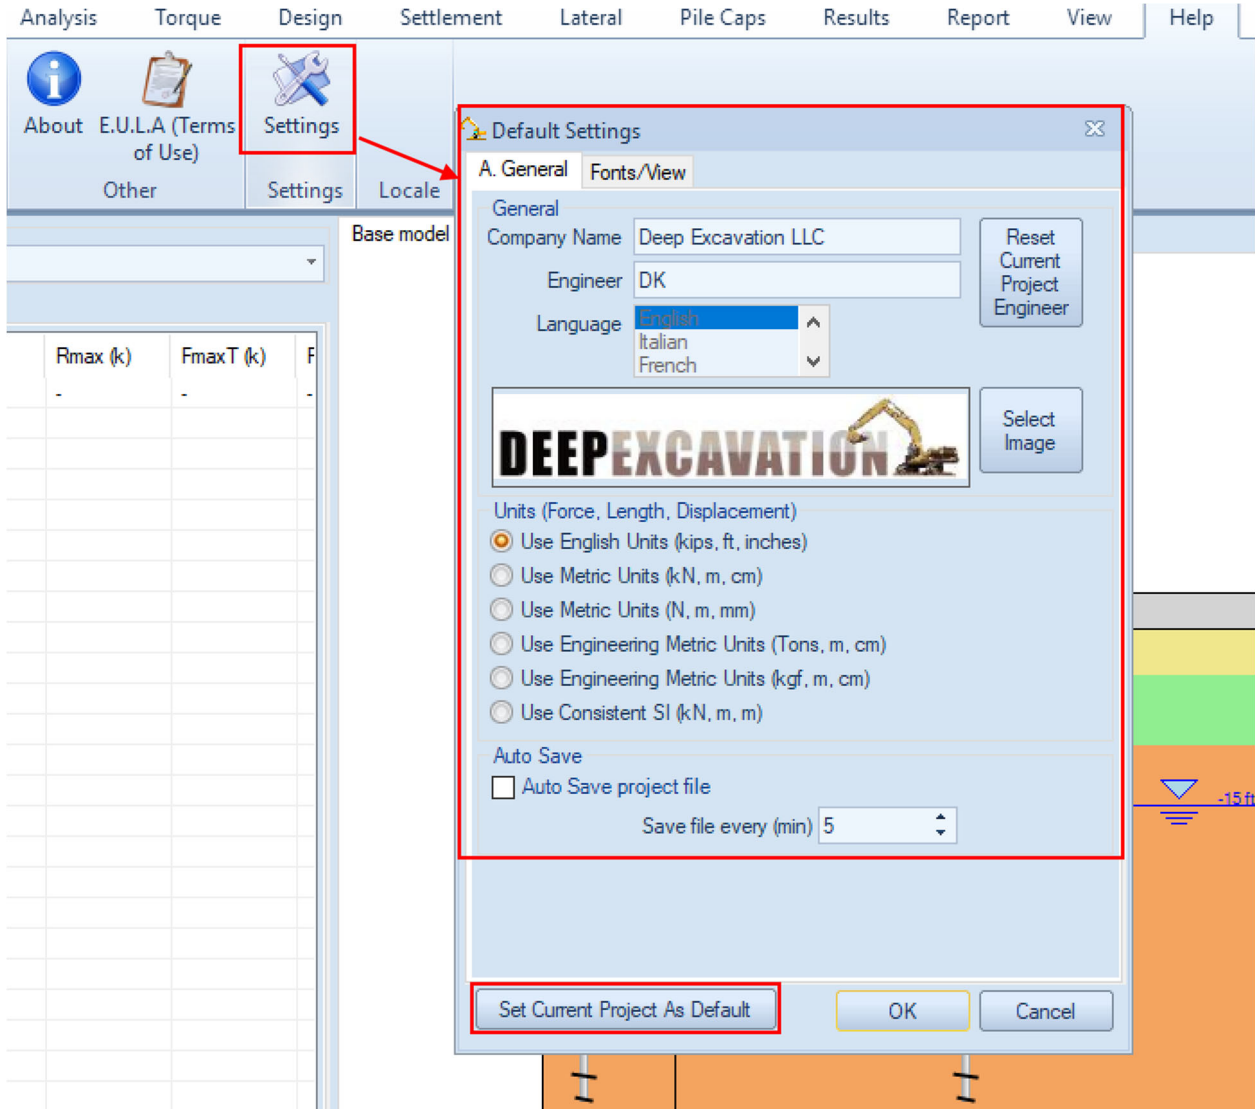 Analysis Torque Design Settlement Lateral Pile Caps Results Report View Help
About E.U.L.A (Terms of Use) Settings
Other Settings Locale
Default Settings
A. General Fonts/View
Base model
General
Company Name Deep Excavation LLC
Reset Current Project Engineer
Engineer DK
Language English
Italian
French
Rmax (k) FmaxT (k) F
- - -
DEEPEXCAVATION
Select Image
Units (Force, Length, Displacement)
Use English Units (kips, ft, inches)
Use Metric Units (kN, m, cm)
Use Metric Units (N, m, mm)
Use Engineering Metric Units (Tons, m, cm)
Use Engineering Metric Units (kgf, m, cm)
Use Consistent SI (kN, m, m)
Auto Save
Auto Save project file
Save file every (min) 5
-15 ft
Set Current Project As Default OK Cancel